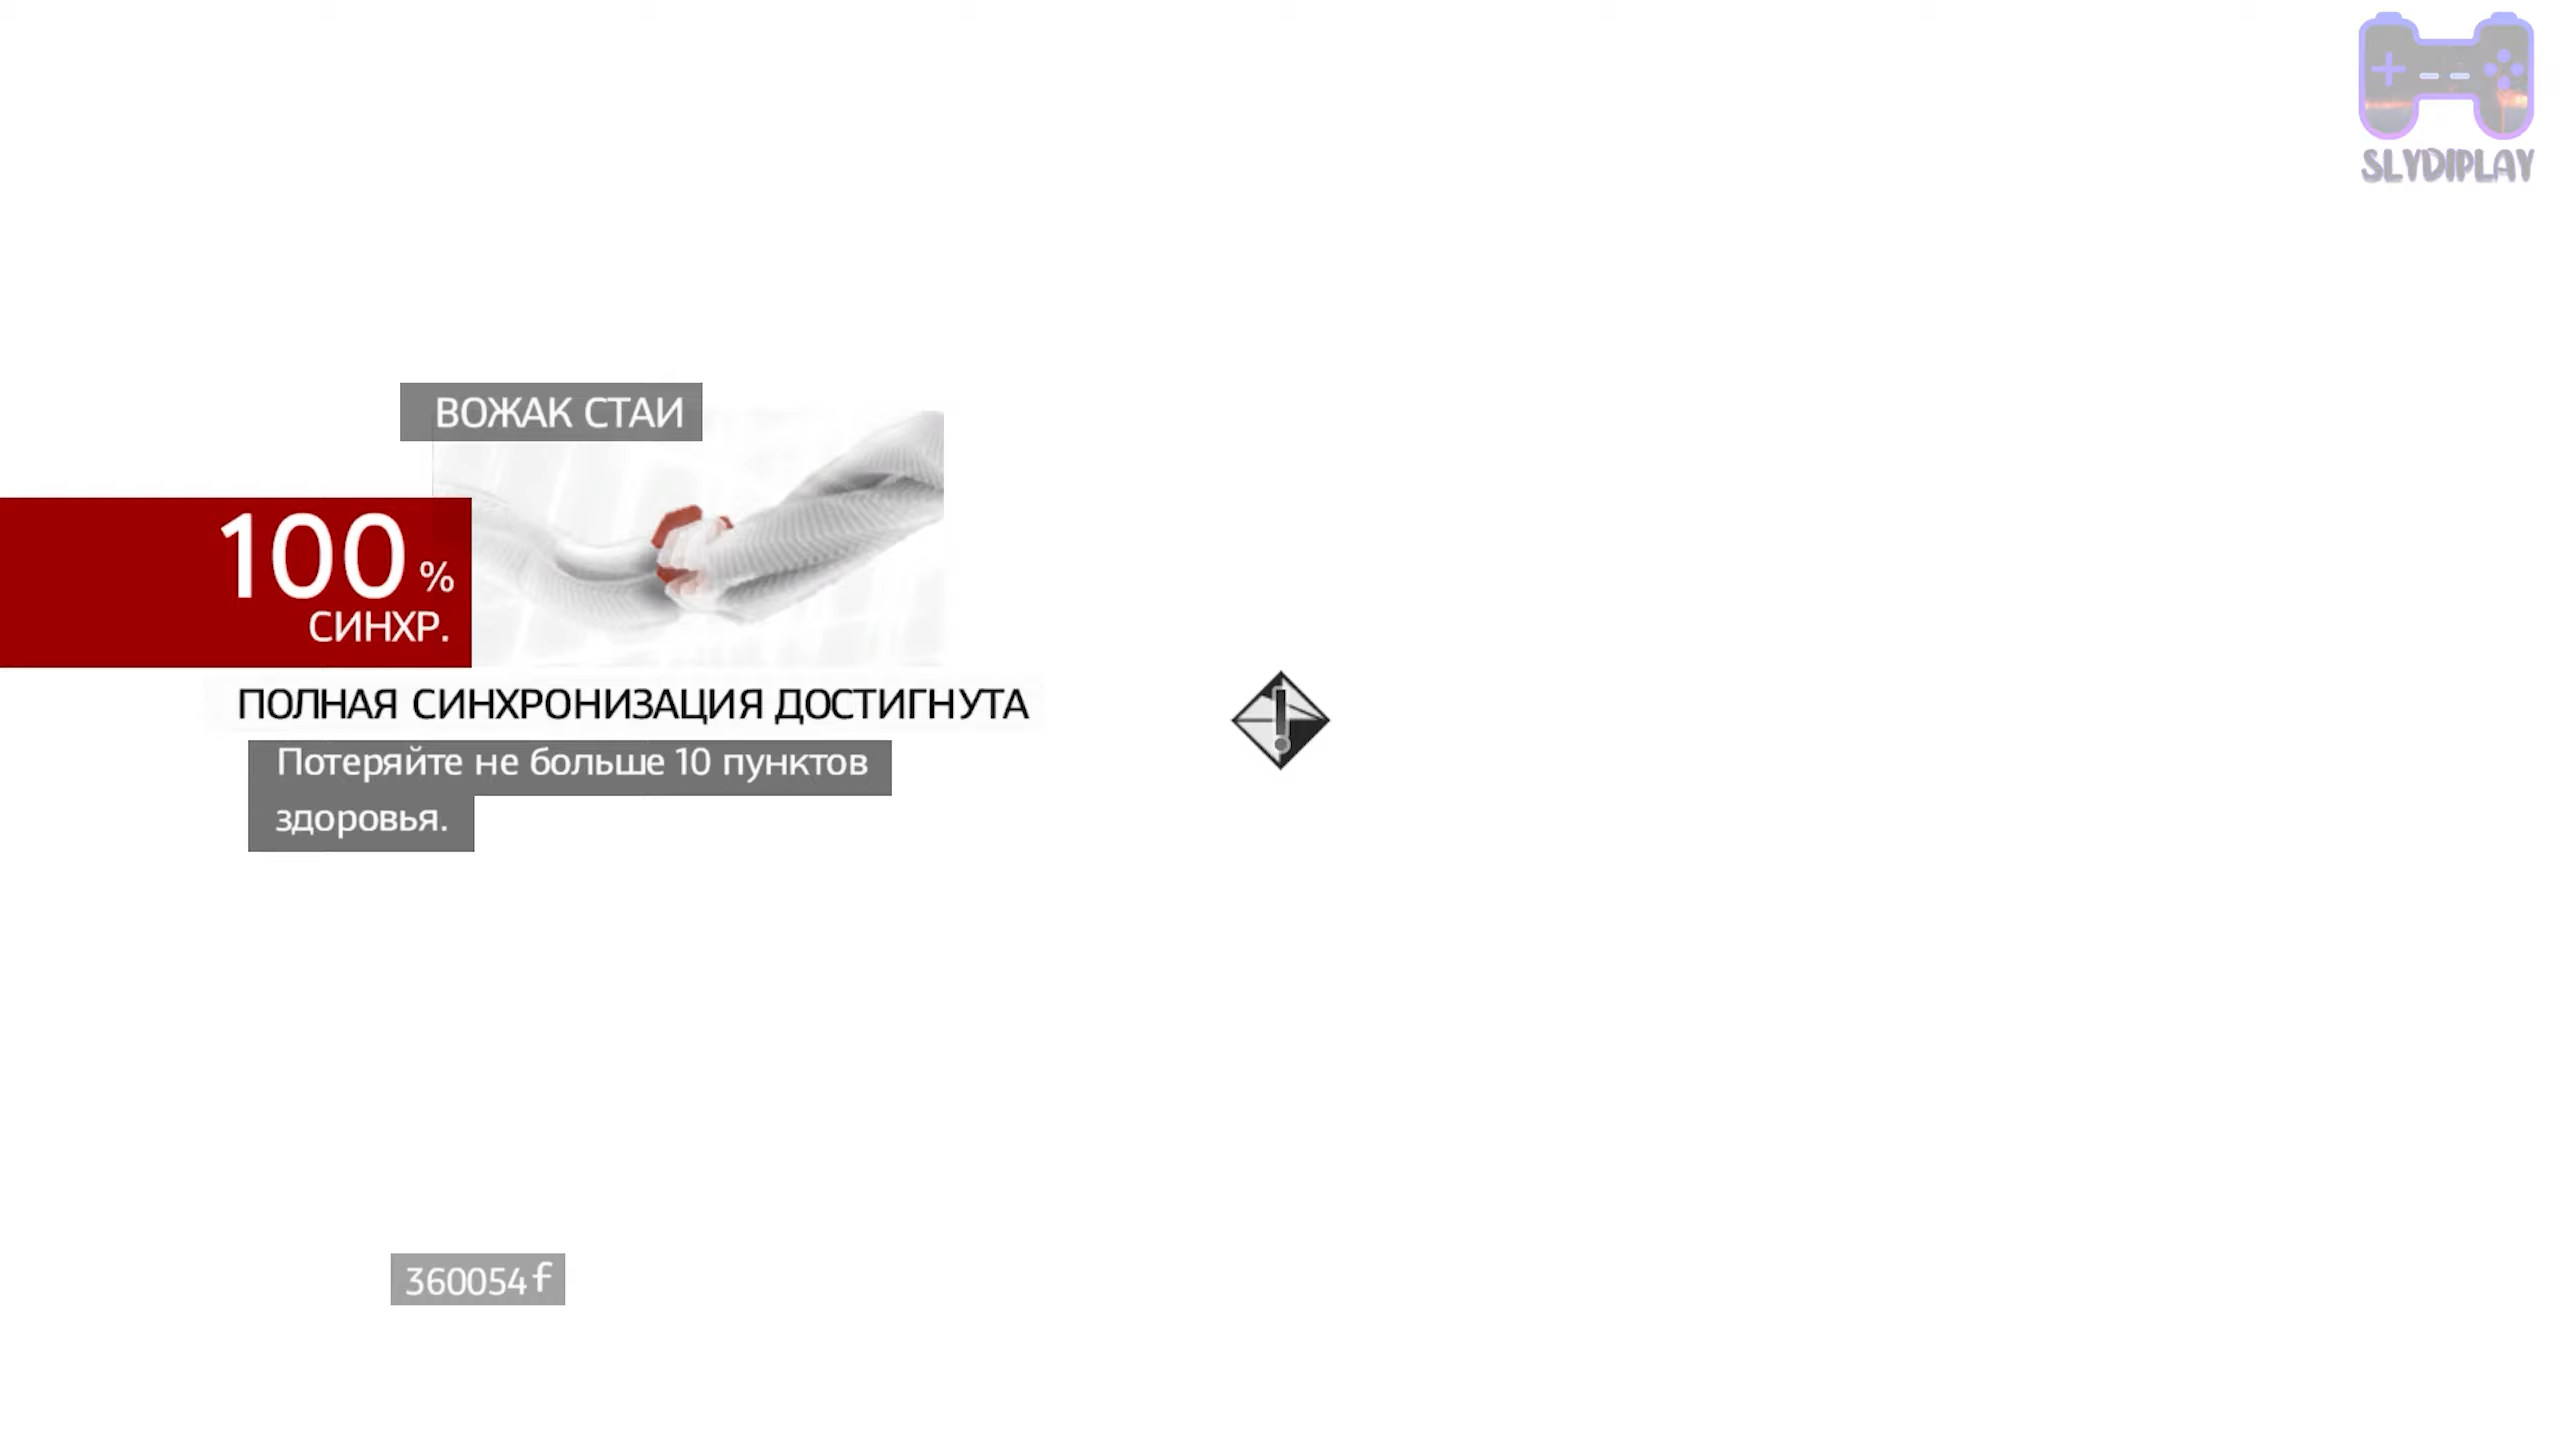 SLYDIPLAY
ВОЖАК СТАИ
100 %
СИНХР.
ПОЛНАЯ СИНХРОНИЗАЦИЯ ДОСТИГНУТА
Потеряйте не больше 10 пунктов
здоровья.
360054 f